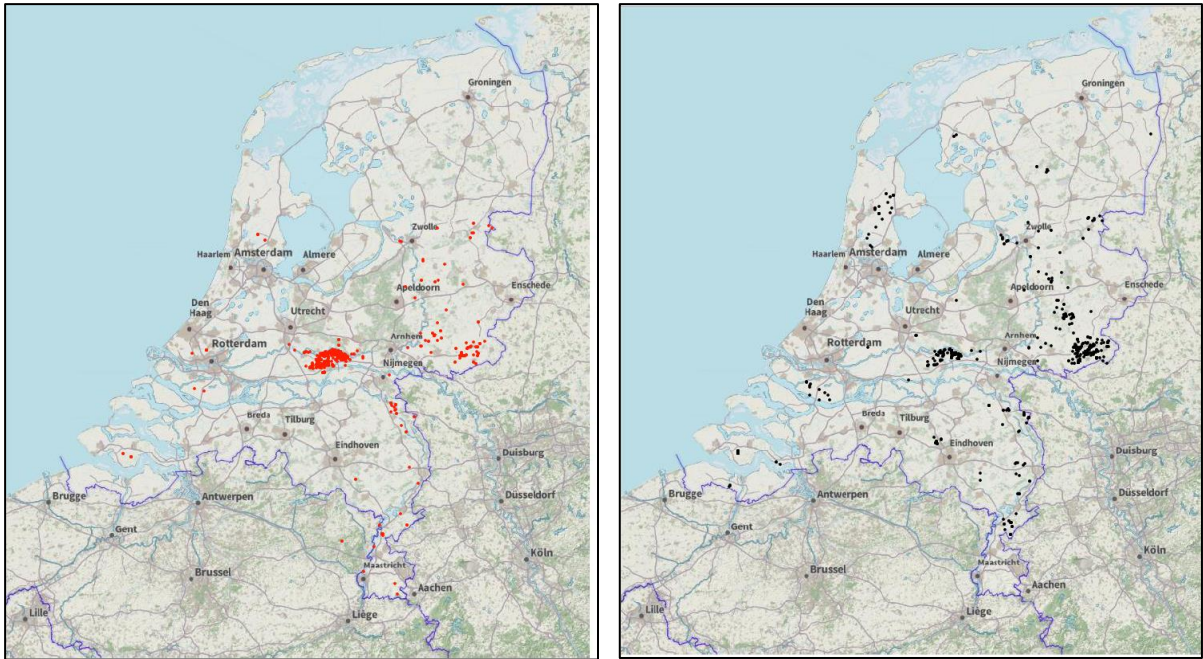 Groningen
Zwolle
Haarlem
Amsterdam
Almere
Apeldoorn
Enschede
Den
Haag
Utrecht
Rotterdam
Arnhem
Nijmegen
Breda
Tilburg
Eindhoven
Duisburg
Brugge
Antwerpen
Düsseldorf
Gent
Brussel
Maastricht
Köln
Aachen
Lille
Liège
Groningen
Zwolle
Haarlem
Amsterdam
Almere
Apeldoorn
Enschede
Den
Haag
Utrecht
Rotterdam
Arnhem
Nijmegen
Breda
Tilburg
Eindhoven
Duisburg
Brugge
Antwerpen
Düsseldorf
Gent
Brussel
Maastricht
Köln
Aachen
Lille
Liège